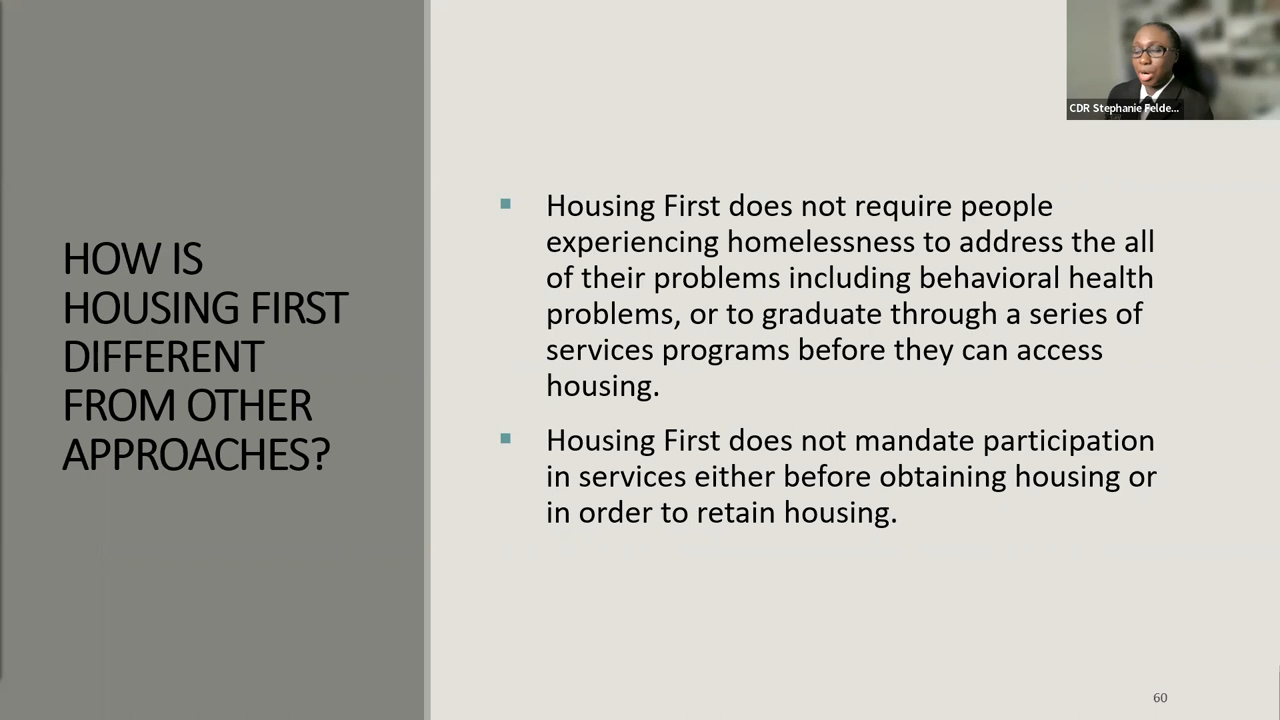 HOW IS
HOUSING FIRST
DIFFERENT
FROM OTHER
APPROACHES?
CDR Stephanie Felde...
Housing First does not require people
experiencing homelessness to address the all
of their problems including behavioral health
problems, or to graduate through a series of
services programs before they can access
housing.
Housing First does not mandate participation
in services either before obtaining housing or
in order to retain housing.
60